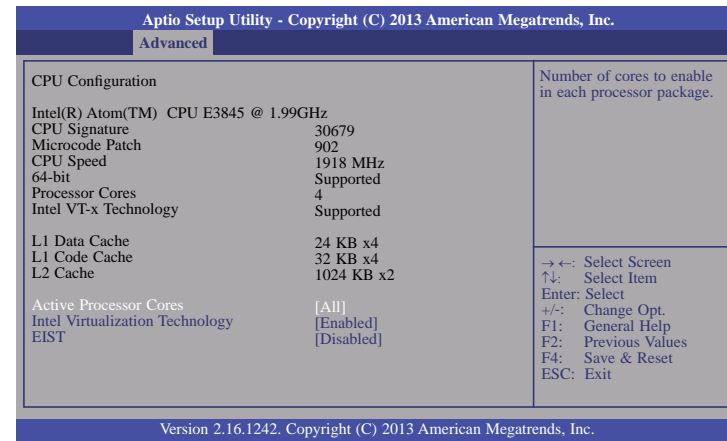 Aptio Setup Utility - Copyright (C) 2013 American Megatrends, Inc.
Advanced
CPU Configuration
Intel(R) Atom(TM) CPU E3845 @ 1.99GHz
CPU Signature 30679
Microcode Patch 902
CPU Speed 1918 MHz
64-bit Supported
Processor Cores 4
Intel VT-x Technology Supported
L1 Data Cache 24 KB x4
L1 Code Cache 32 KB x4
L2 Cache 1024 KB x2
Active Processor Cores [All]
Intel Virtualization Technology [Enabled]
EIST [Disabled]
Number of cores to enable
in each processor package.
→ ←: Select Screen
↑↓: Select Item
Enter: Select
+/-: Change Opt.
F1: General Help
F2: Previous Values
F4: Save & Reset
ESC: Exit
Version 2.16.1242. Copyright (C) 2013 American Megatrends, Inc.